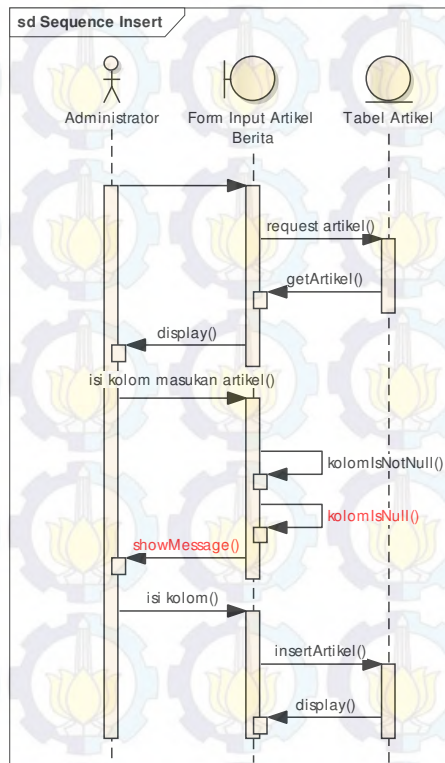 sd Sequence Insert
Administrator
Form Input Artikel
Berita
Tabel Artikel
request artikel()
getArtikel()
display()
isi kolom masukan artikel()
kolomIsNotNull()
kolomIsNull()
showMessage()
isi kolom()
insertArtikel()
display()